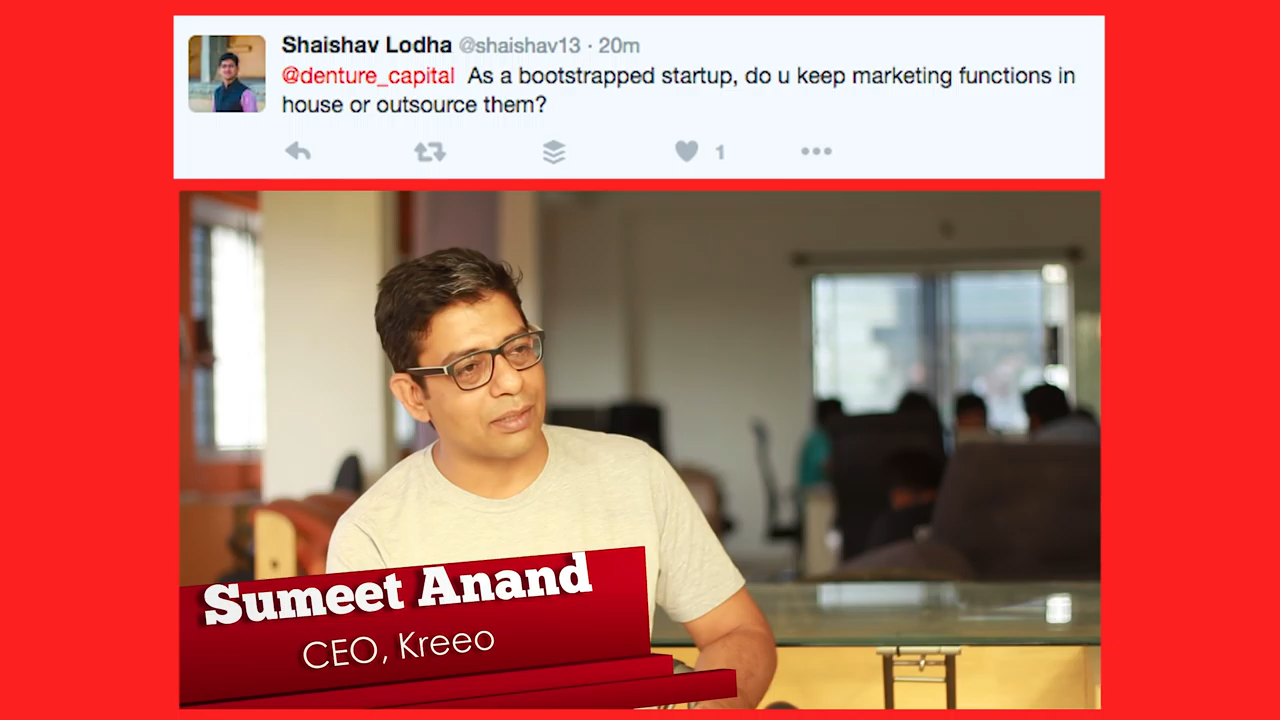 Shaishav Lodha @shaishav13 · 20m
@denture_capital As a bootstrapped startup, do u keep marketing functions in
house or outsource them?
1
Sumeet Anand
CEO, Kreeo